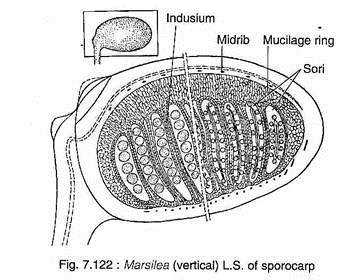 Indusium
Midrib Mucilage ring
Sori
Fig. 7.122 : Marsilea (vertical) L.S. of sporocarp